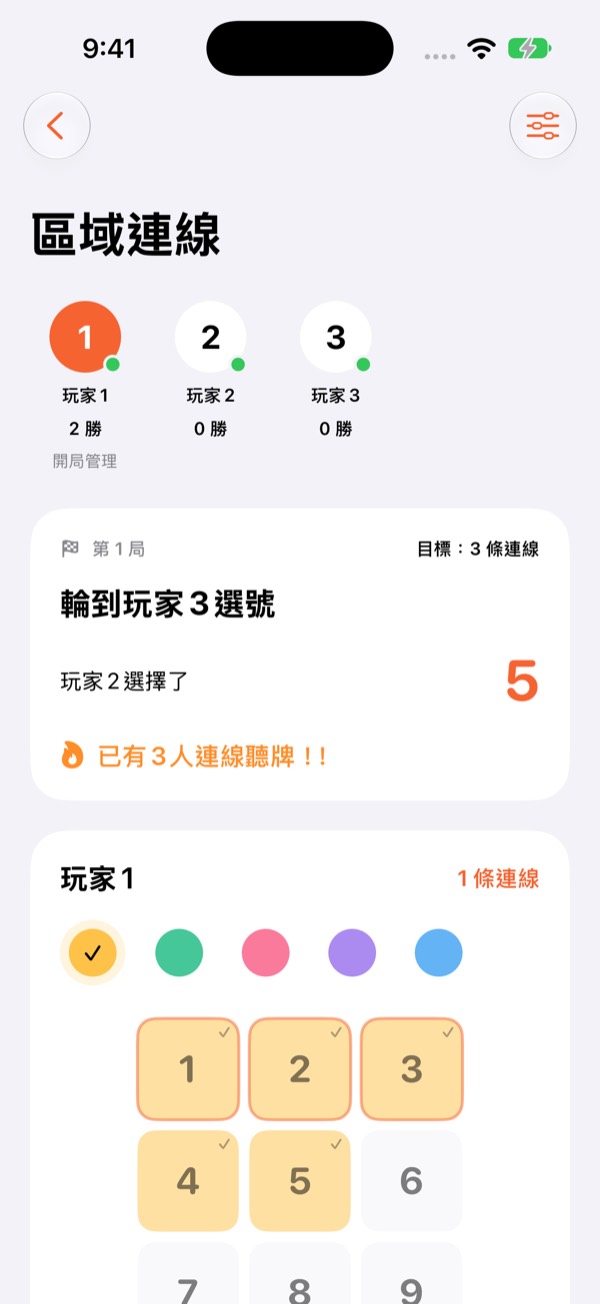 9:41
區域連線
1 2 3
玩家1 玩家2 玩家3
2 勝 0 勝 0 勝
開局管理
第1局 目標：3 條連線
輪到玩家3選號
玩家2選擇了 5
已有3人連線聽牌！!
玩家1 1條連線
1 2 3
4 5 6
7 8 9